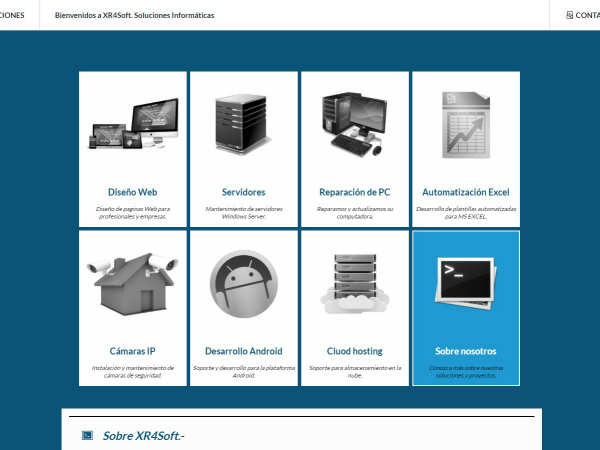 CIONES
Bienvenidos a XR4Soft. Soluciones Informáticas
CONTA
Diseño Web
Diseño de paginas Web para
profesionales y empresas.
Servidores
Mantenimiento de servidores
Windows Server.
Reparación de PC
Reparamos y actualizamos su
computadora.
Automatización Excel
Desarrollo de plantillas automatizadas
para MS EXCEL.
Cámaras IP
Instalación y mantenimiento de
cámaras de seguridad.
Desarrollo Android
Soporte y desarrollo para la plataforma
Android.
Cluod hosting
Soporte para almacenamiento en la
nube.
>_
Sobre nosotros
Conozca más sobre nuestras
soluciones y proyectos.
Sobre XR4Soft.-